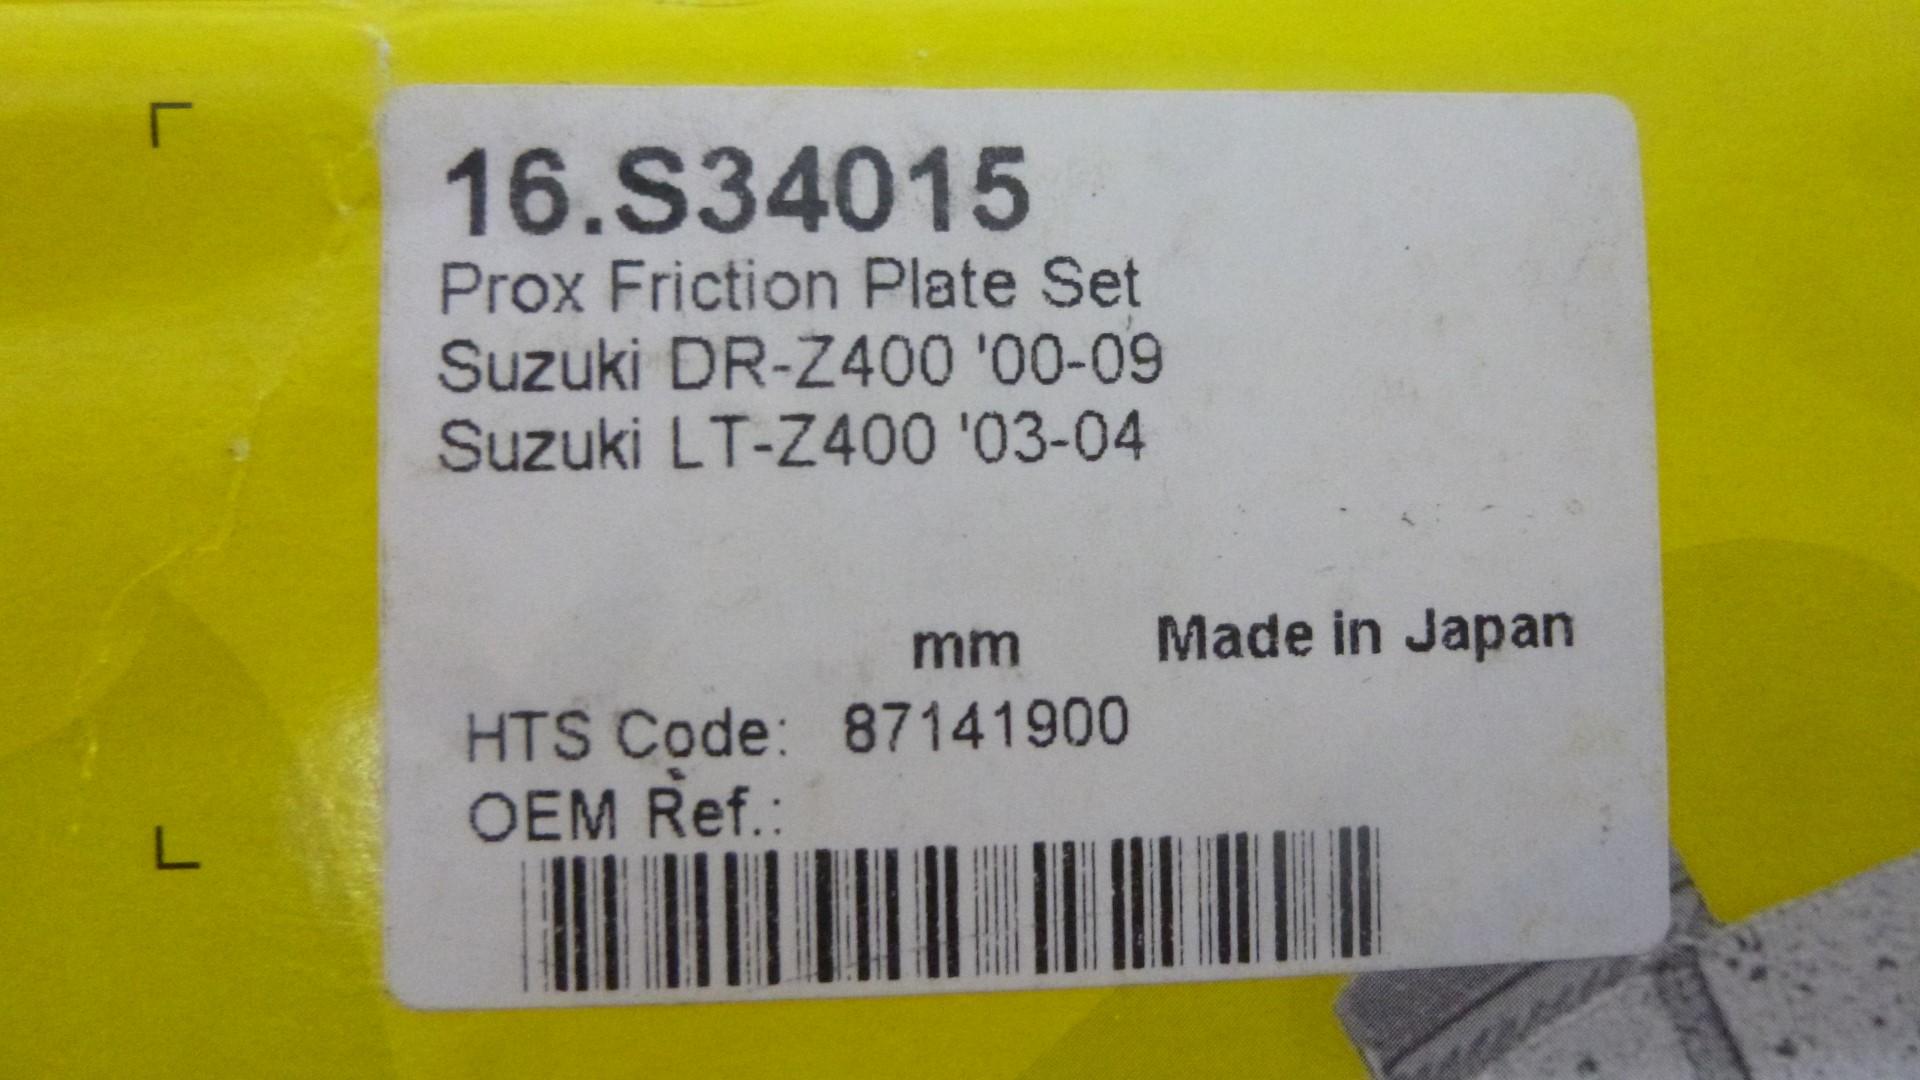 16.S34015
Prox Friction Plate Set
Suzuki DR-Z400 '00-09
Suzuki LT-Z400 '03-04
mm Made in Japan
HTS Code: 87141900
OEM Ref.: